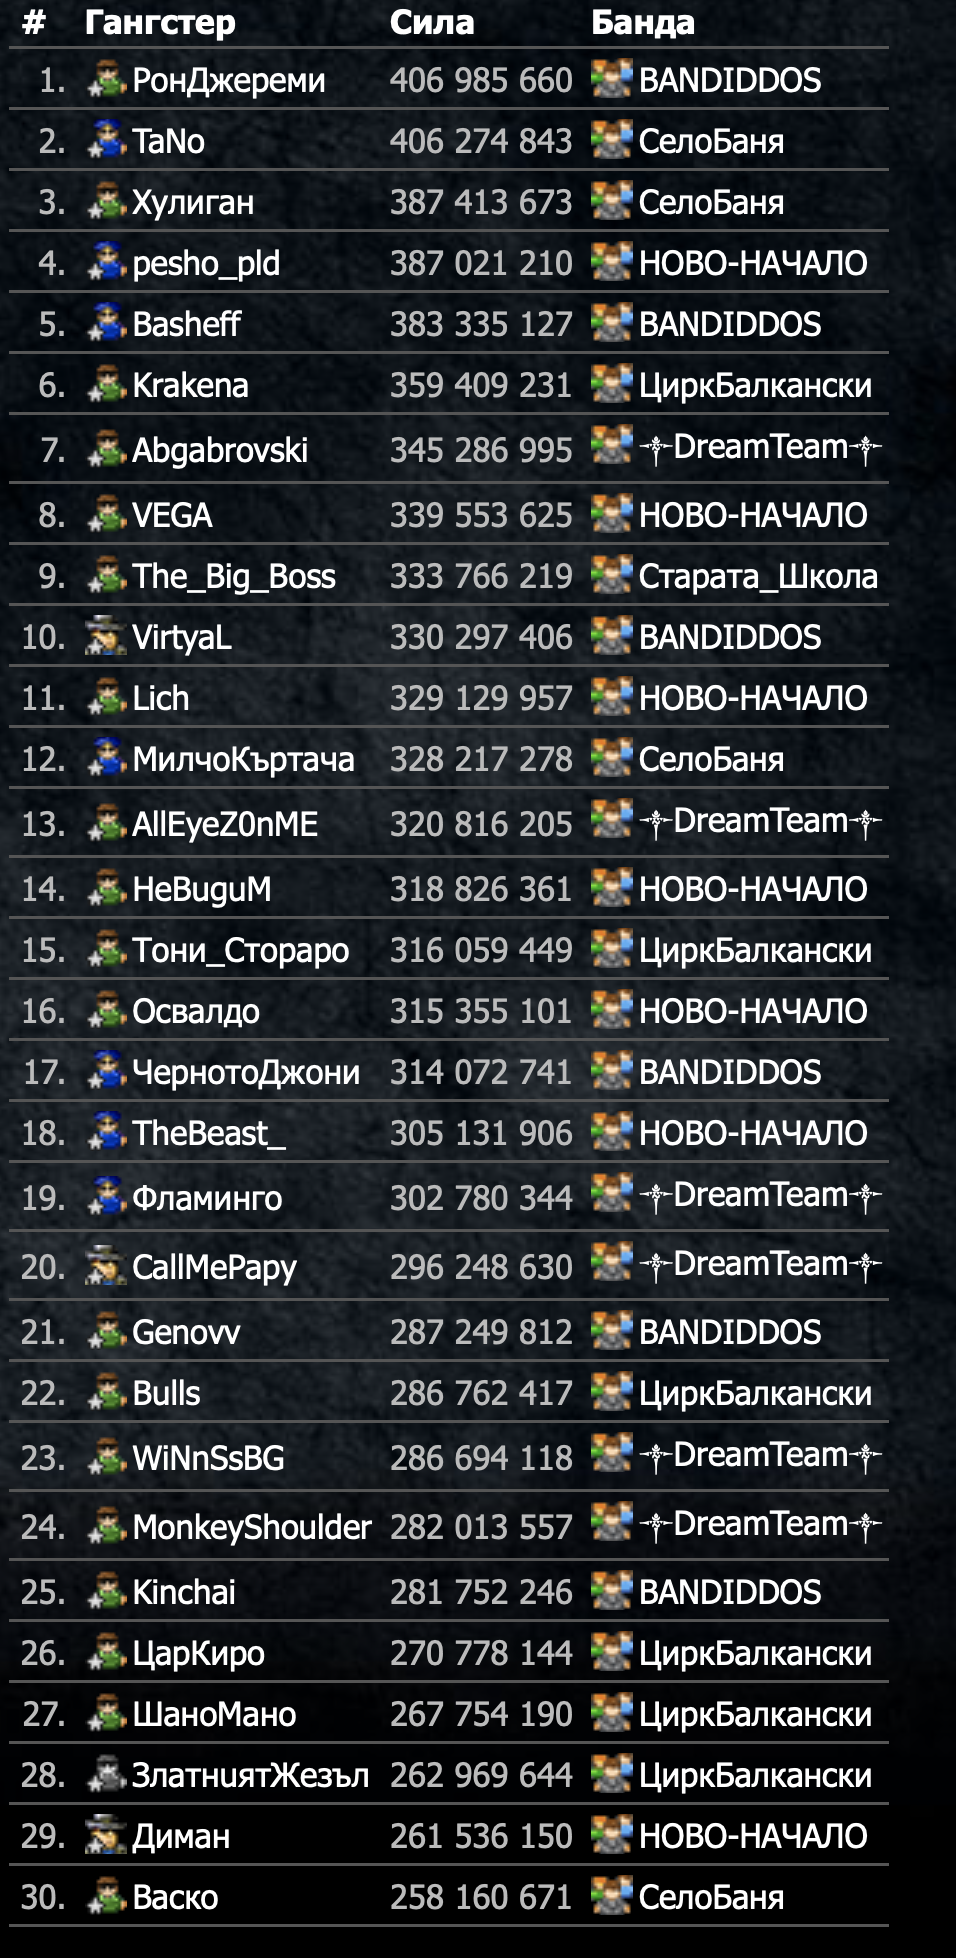 # Гангстер Сила Банда
1. РонДжереми 406 985 660 BANDIDDOS
2. TaNo 406 274 843 СелоБаня
3. Хулиган 387 413 673 СелоБаня
4. pesho_pld 387 021 210 НОВО-НАЧАЛО
5. Basheff 383 335 127 BANDIDDOS
6. Krakena 359 409 231 ЦиркБалкански
7. Abgabrovski 345 286 995 ⸸DreamTeam⸸
8. VEGA 339 553 625 НОВО-НАЧАЛО
9. The_Big_Boss 333 766 219 Старата_Школа
10. VirtyaL 330 297 406 BANDIDDOS
11. Lich 329 129 957 НОВО-НАЧАЛО
12. МилчоКъртача 328 217 278 СелоБаня
13. AllEyeZ0nME 320 816 205 ⸸DreamTeam⸸
14. HeBuguM 318 826 361 НОВО-НАЧАЛО
15. Тони_Стораро 316 059 449 ЦиркБалкански
16. Освалдо 315 355 101 НОВО-НАЧАЛО
17. ЧернотоДжони 314 072 741 BANDIDDOS
18. TheBeast_ 305 131 906 НОВО-НАЧАЛО
19. Фламинго 302 780 344 ⸸DreamTeam⸸
20. CallMePapy 296 248 630 ⸸DreamTeam⸸
21. Genovv 287 249 812 BANDIDDOS
22. Bulls 286 762 417 ЦиркБалкански
23. WiNnSsBG 286 694 118 ⸸DreamTeam⸸
24. MonkeyShoulder 282 013 557 ⸸DreamTeam⸸
25. Kinchai 281 752 246 BANDIDDOS
26. ЦарКиро 270 778 144 ЦиркБалкански
27. ШаноМано 267 754 190 ЦиркБалкански
28. ЗлатнuятЖезъл 262 969 644 ЦиркБалкански
29. Диман 261 536 150 НОВО-НАЧАЛО
30. Васко 258 160 671 СелоБаня